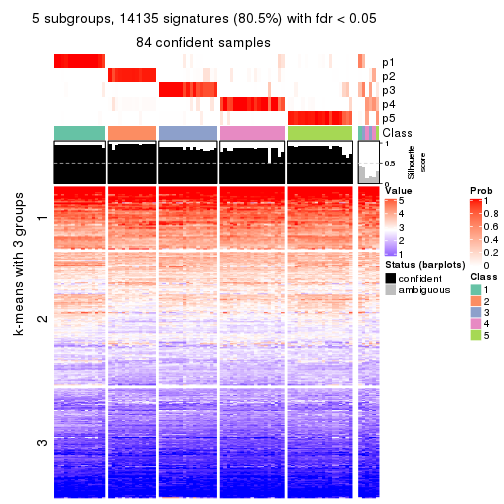 5 subgroups, 14135 signatures (80.5%) with fdr < 0.05
84 confident samples
p1
p2
p3
p4
p5
Class
1
0.5
0
Silhouette
score
k-means with 3 groups
1
2
3
Value
5
4
3
2
1
Status (barplots)
confident
ambiguous
Prob
1
0.8
0.6
0.4
0.2
0
Class
1
2
3
4
5